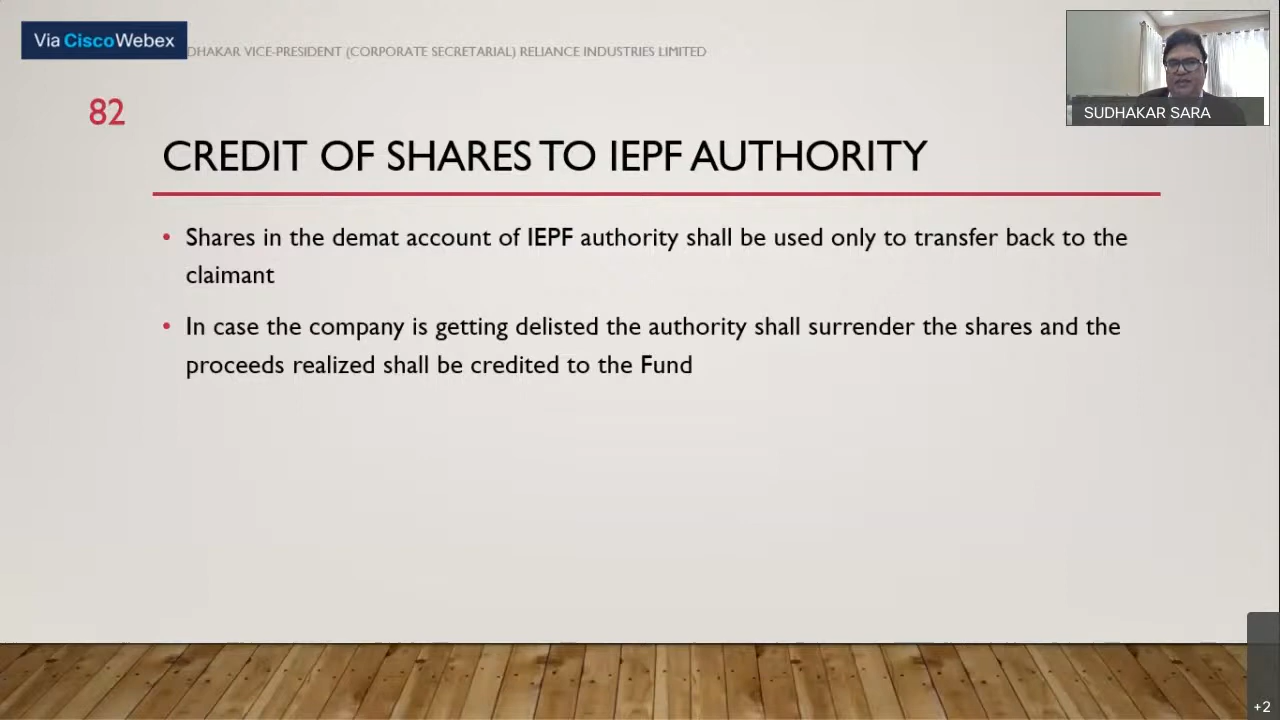 Via CiscoWebex
DHAKAR VICE-PRESIDENT (CORPORATE SECRETARIAL) RELIANCE INDUSTRIES LIMITED
SUDHAKAR SARA
82
CREDIT OF SHARES TO IEPF AUTHORITY
• Shares in the demat account of IEPF authority shall be used only to transfer back to the
claimant
• In case the company is getting delisted the authority shall surrender the shares and the
proceeds realized shall be credited to the Fund
+2